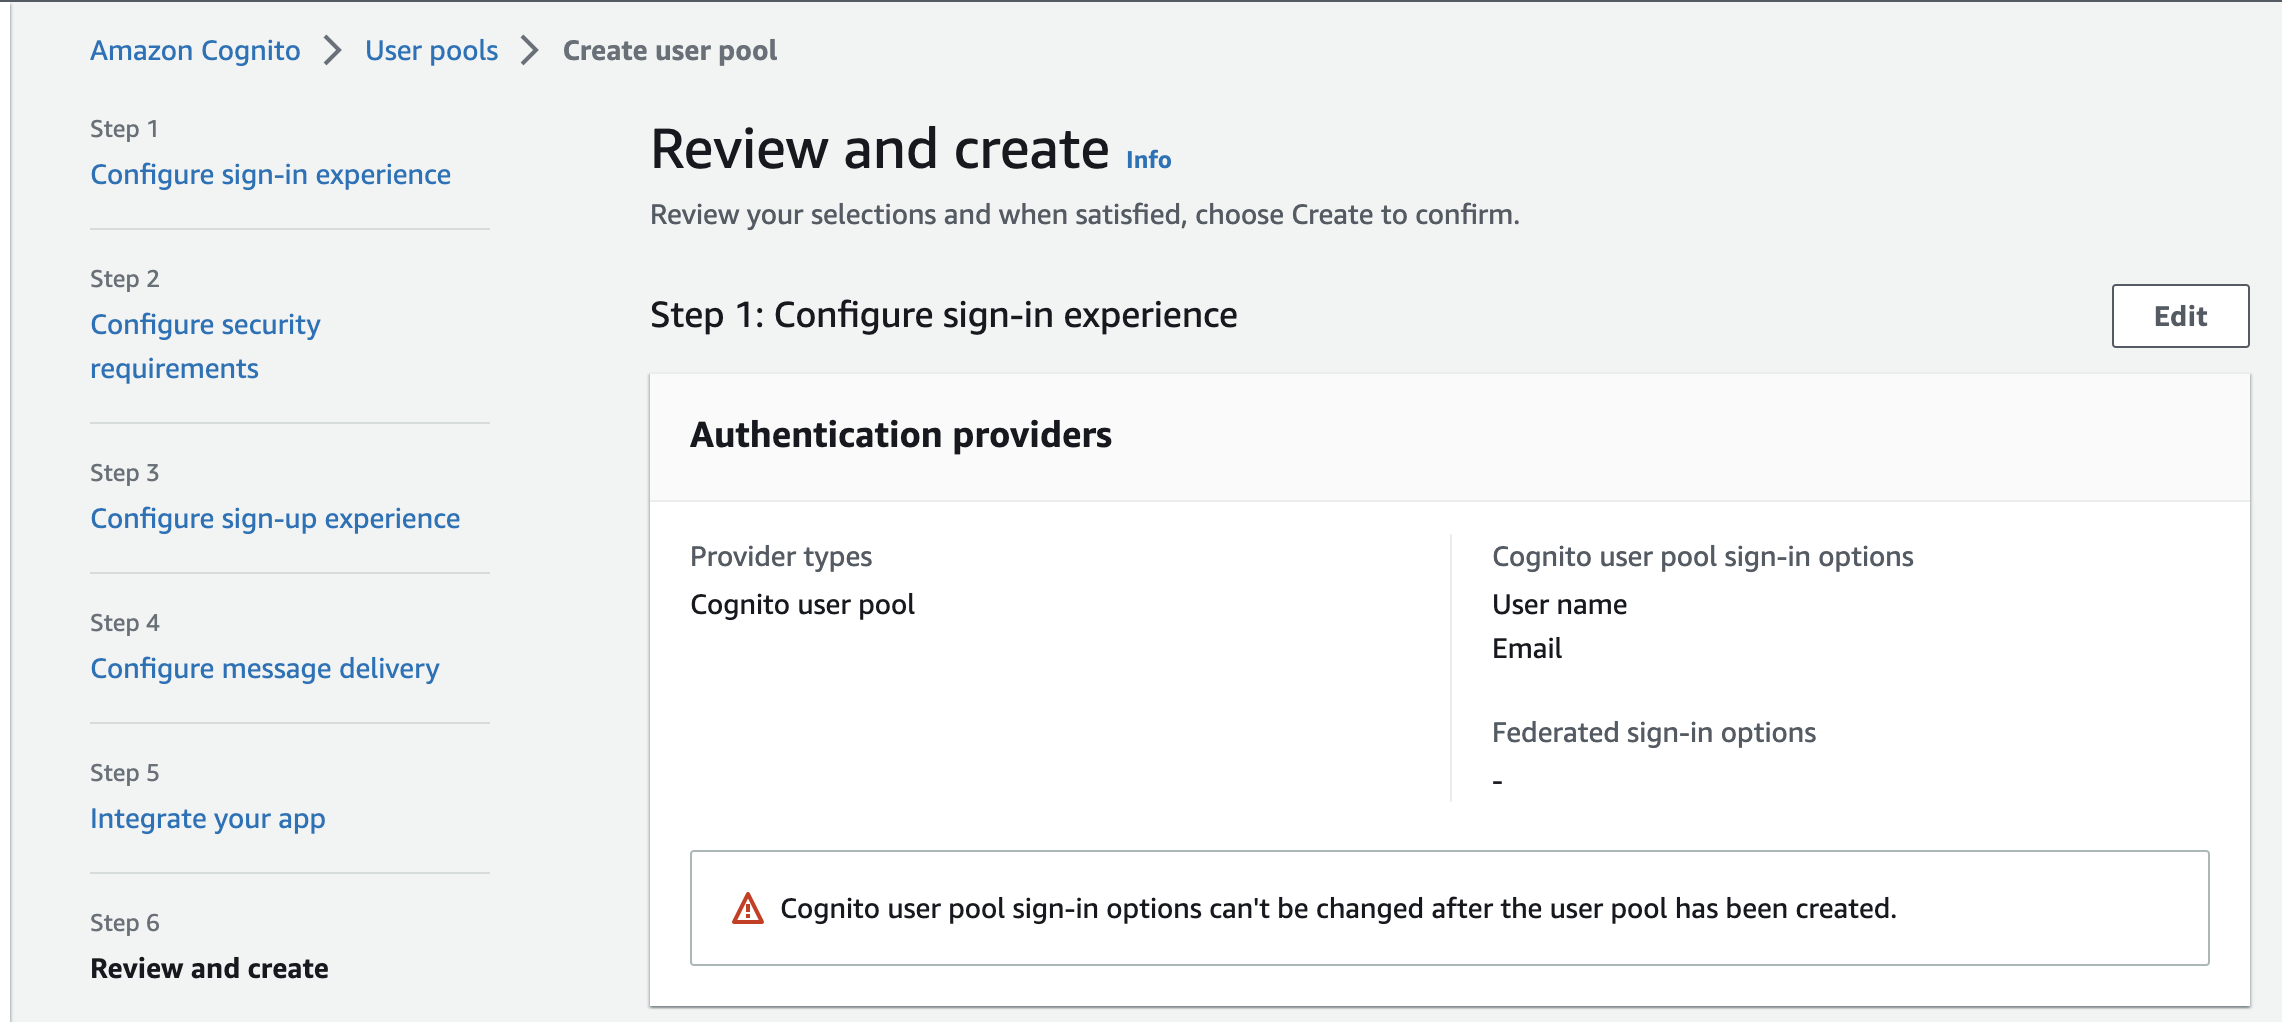 Amazon Cognito > User pools > Create user pool
Step 1
Configure sign-in experience
Step 2
Configure security
requirements
Step 3
Configure sign-up experience
Step 4
Configure message delivery
Step 5
Integrate your app
Step 6
Review and create
Review and create Info
Review your selections and when satisfied, choose Create to confirm.
Step 1: Configure sign-in experience
Edit
Authentication providers
Provider types
Cognito user pool
Cognito user pool sign-in options
User name
Email
Federated sign-in options
-
Cognito user pool sign-in options can't be changed after the user pool has been created.